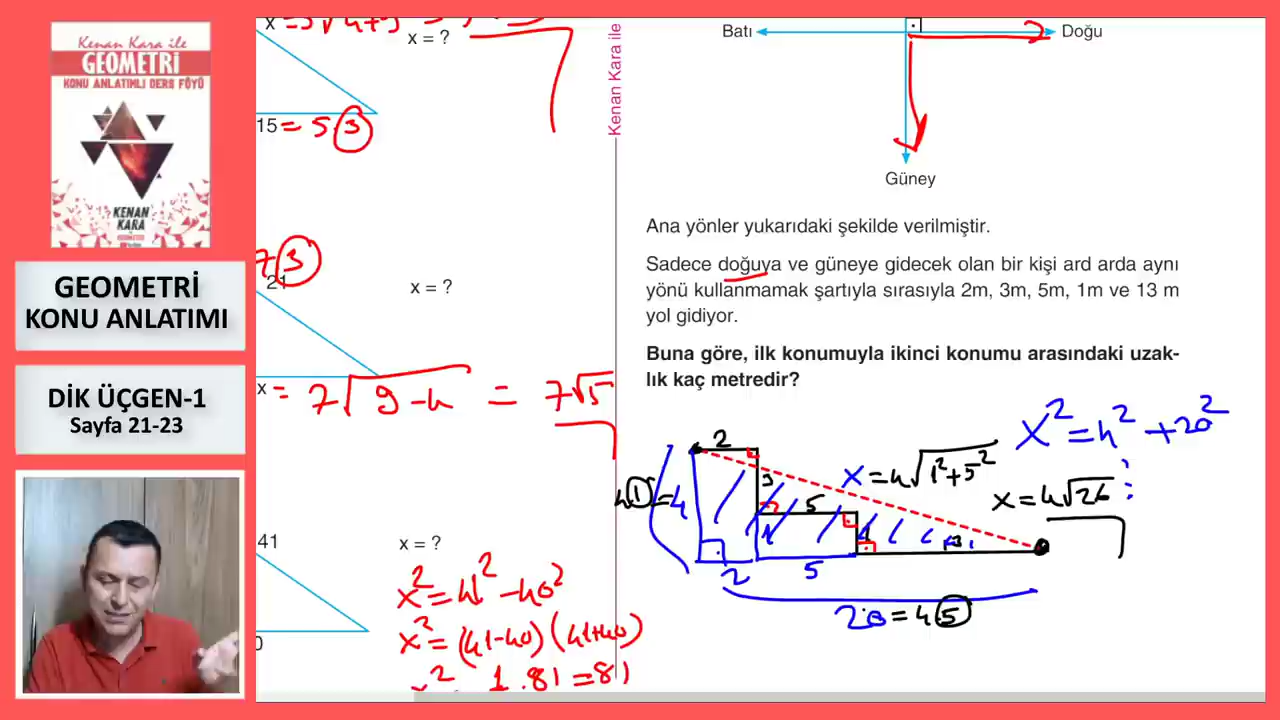 Kenan Kara ile
GEOMETRİ
KONU ANLATIMLI DERS FÖYÜ
KENAN
KARA
GEOMETRİ
KONU ANLATIMI
DİK ÜÇGEN-1
Sayfa 21-23
x = ?
15 = 5.3
21
x = ?
x = 7√9-4 = 7√5
41
x = ?
x² = 41² - 40²
x² = (41-40)(41+40)
1.81 = 81
Kenan Kara ile
Batı
Doğu
Güney
Ana yönler yukarıdaki şekilde verilmiştir.
Sadece doğuya ve güneye gidecek olan bir kişi ard arda aynı
yönü kullanmamak şartıyla sırasıyla 2m, 3m, 5m, 1m ve 13 m
yol gidiyor.
Buna göre, ilk konumuyla ikinci konumu arasındaki uzak-
lık kaç metredir?
x² = 4² + 20²
x = 4√1²+5²
x = 4√26
2
3
5
4.1 = 4
1
13
2
5
20 = 4.5